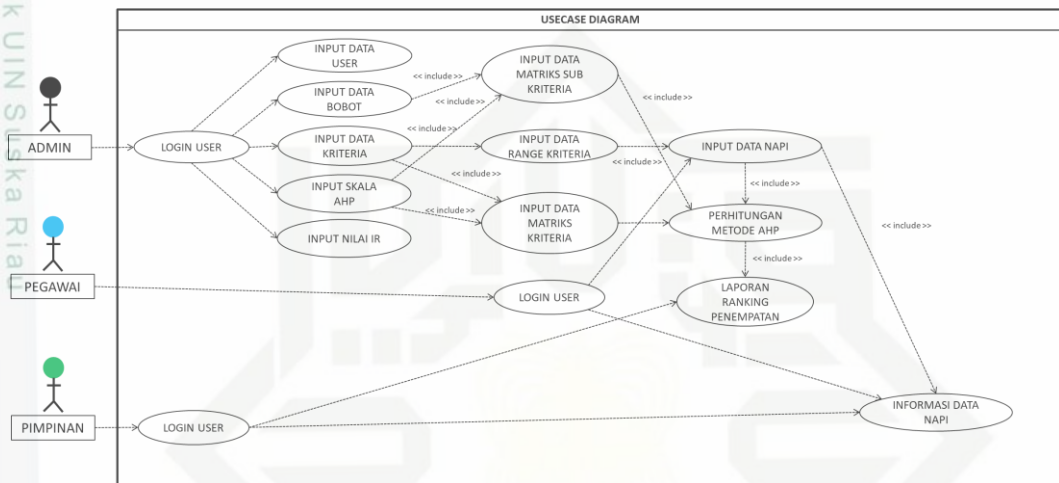 USECASE DIAGRAM
k UIN Suska Riau
ADMIN
PEGAWAI
PIMPINAN
LOGIN USER
INPUT DATA
USER
INPUT DATA
BOBOT
INPUT DATA
KRITERIA
INPUT SKALA
AHP
INPUT NILAI IR
<< include >>
<< include >>
<< include >>
<< include >>
<< include >>
INPUT DATA
MATRIKS SUB
KRITERIA
INPUT DATA
RANGE KRITERIA
INPUT DATA
MATRIKS
KRITERIA
LOGIN USER
<< include >>
<< include >>
INPUT DATA NAPI
<< include >>
PERHITUNGAN
METODE AHP
<< include >>
LAPORAN
RANKING
PENEMPATAN
<< include >>
LOGIN USER
INFORMASI DATA
NAPI